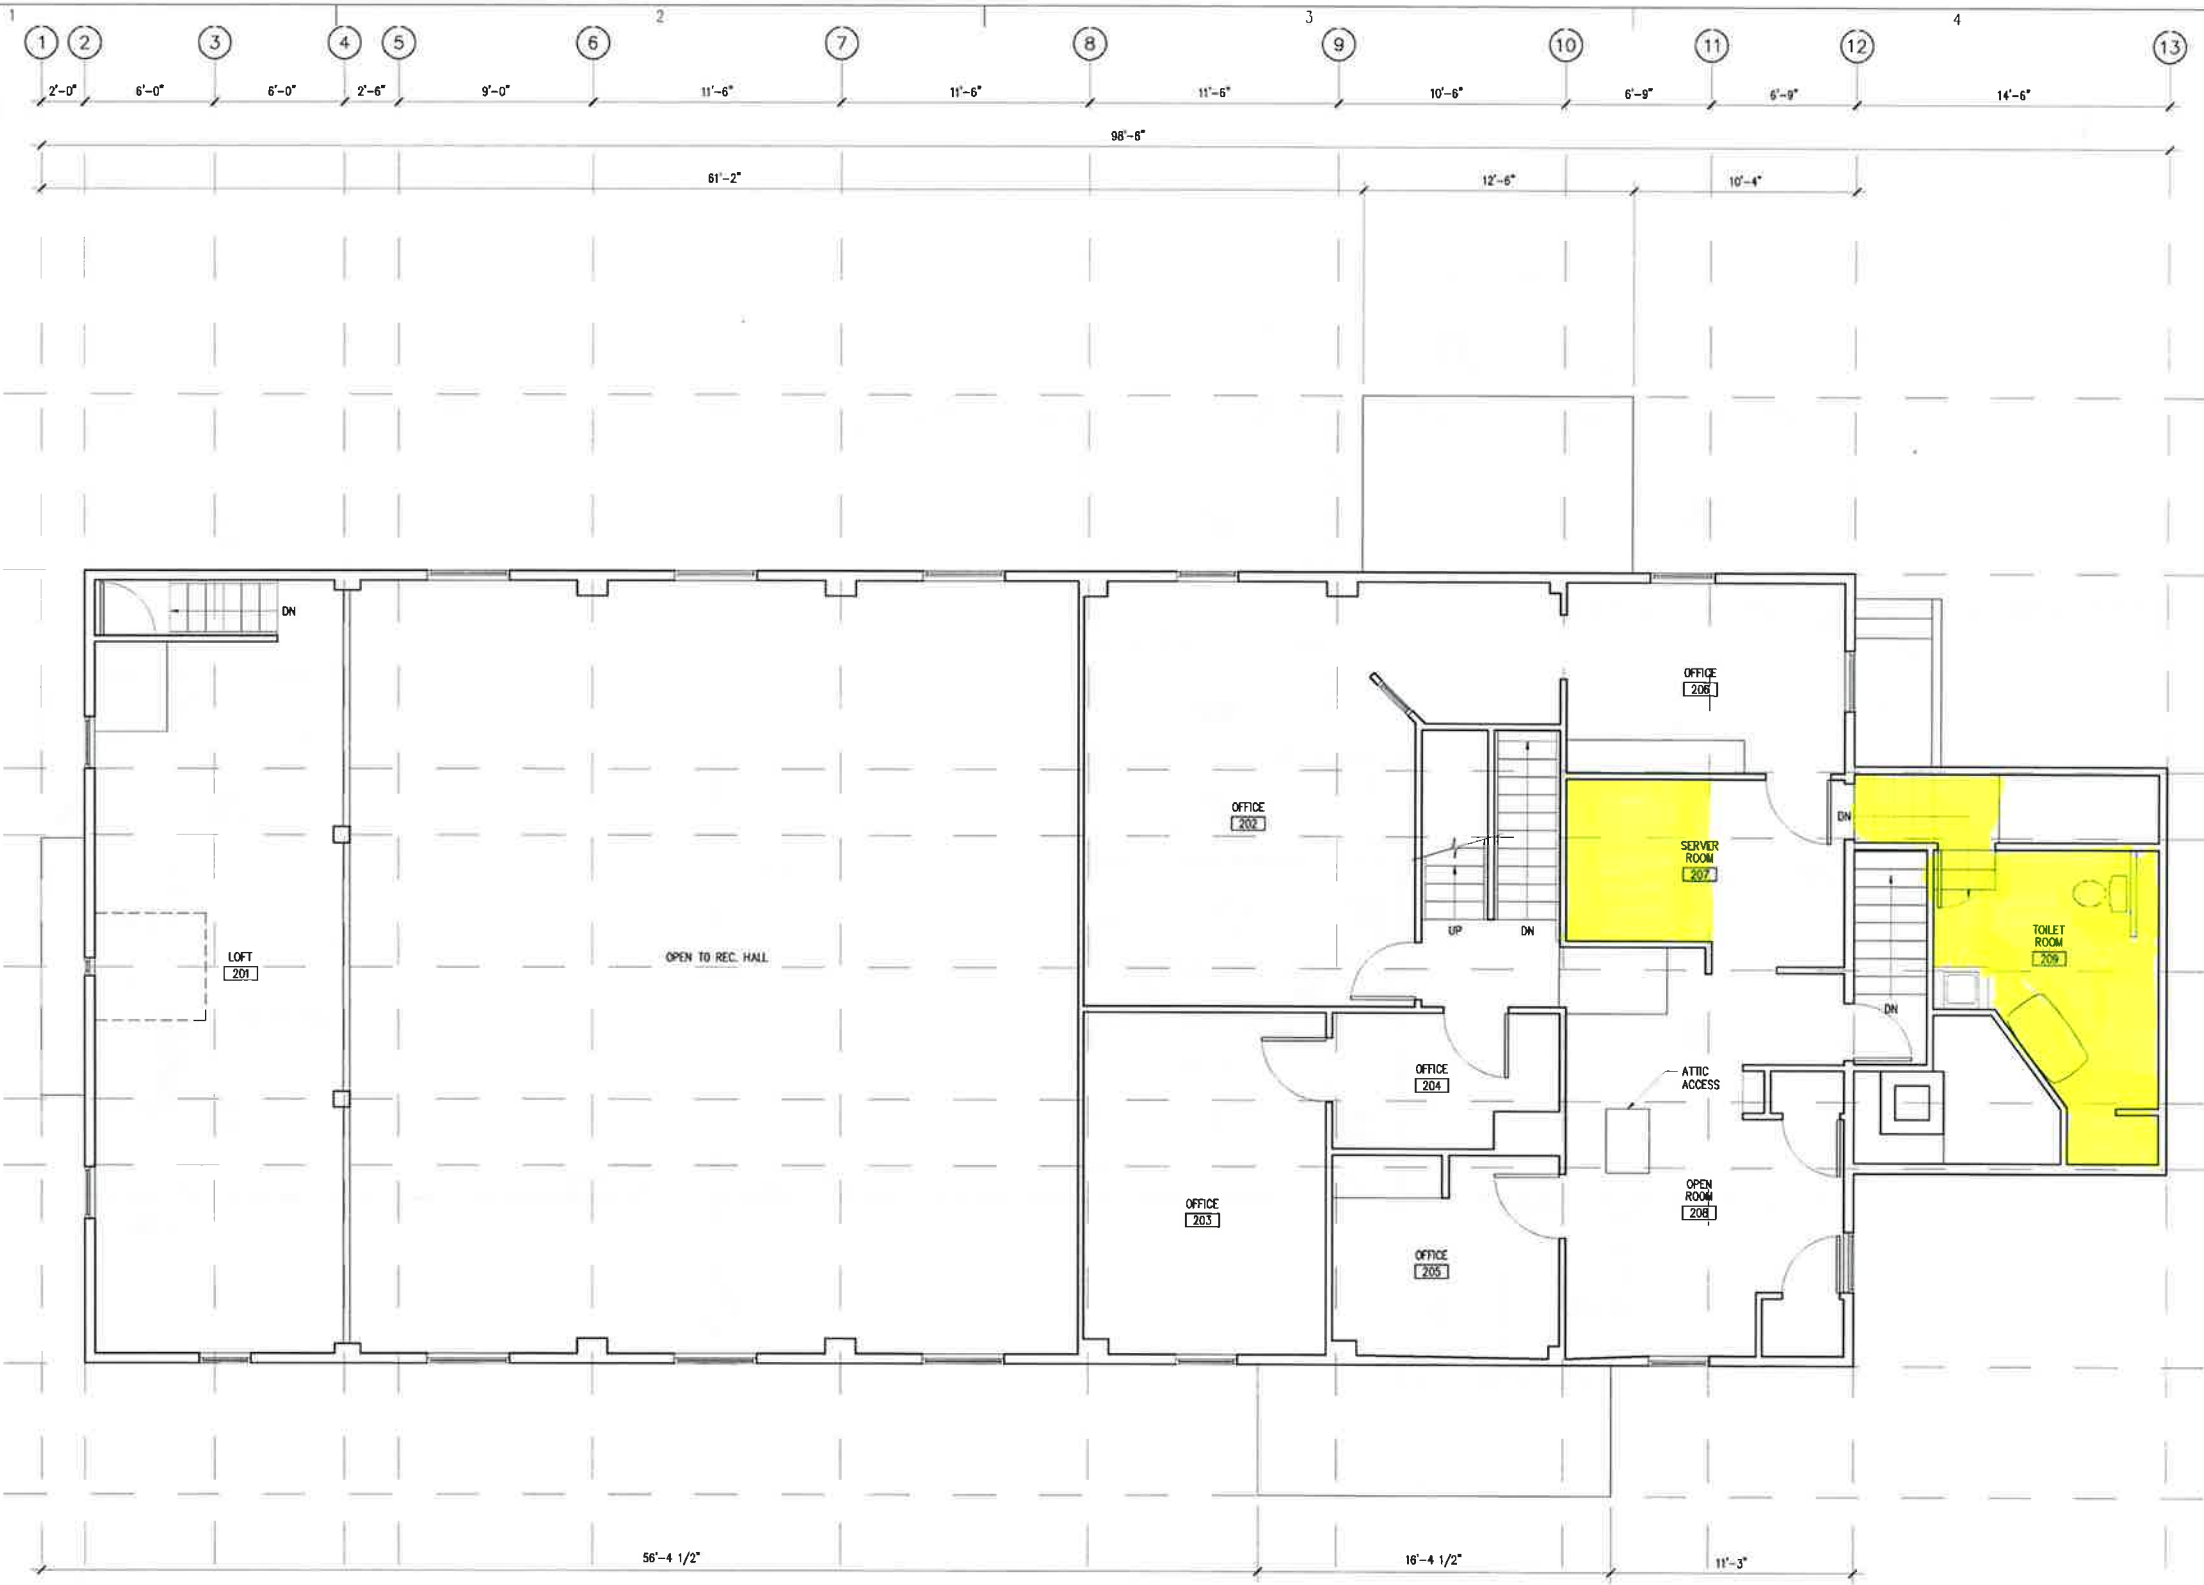 1 2 3 4
1 2 3 4 5 6 7 8 9 10 11 12 13
2'-0" 6'-0" 6'-0" 2'-6" 9'-0" 11'-6" 11'-6" 11'-6" 10'-6" 6'-9" 6'-9" 14'-6"
98'-6"
61'-2" 12'-6" 10'-4"
DN
OFFICE
206
OFFICE
202
DN
SERVER
ROOM
207
UP
DN
TOILET
ROOM
209
OPEN TO REC. HALL
LOFT
201
DN
OFFICE
204
ATTIC
ACCESS
OPEN
ROOM
208
OFFICE
203
OFFICE
205
56'-4 1/2" 16'-4 1/2" 11'-3"